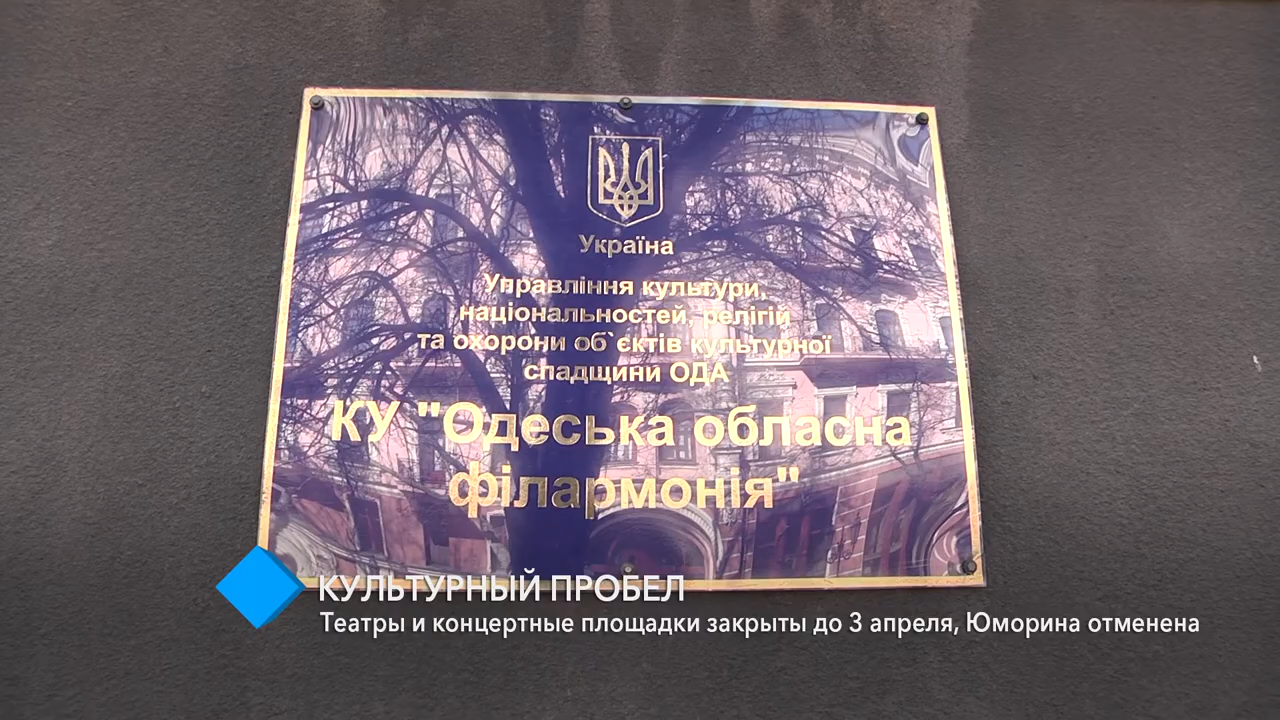 Україна
Управління культури,
національностей, релігій
та охорони об`єктів культурної
спадщини ОДА
КУ "Одеська обласна
філармонія"
КУЛЬТУРНЫЙ ПРОБЕЛ
Театры и концертные площадки закрыты до 3 апреля, Юморина отменена